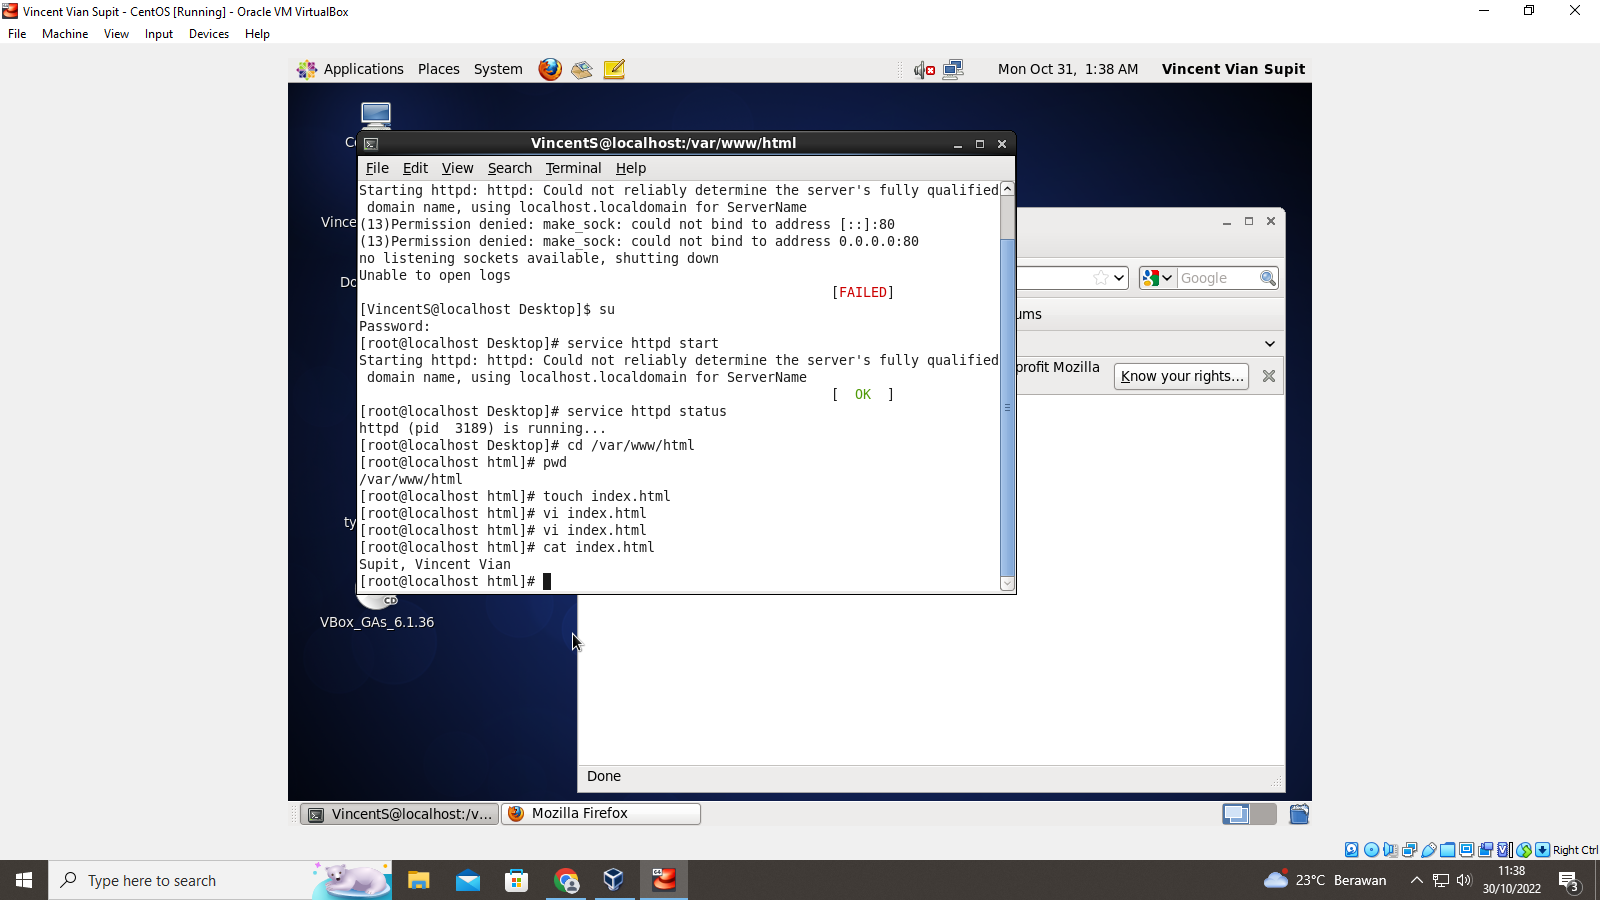 Vincent Vian Supit - CentOS [Running] - Oracle VM VirtualBox
File Machine View Input Devices Help
Applications Places System Mon Oct 31, 1:38 AM Vincent Vian Supit
VincentS@localhost:/var/www/html
File Edit View Search Terminal Help
Starting httpd: httpd: Could not reliably determine the server's fully qualified
domain name, using localhost.localdomain for ServerName
(13)Permission denied: make_sock: could not bind to address [::]:80
(13)Permission denied: make_sock: could not bind to address 0.0.0.0:80
no listening sockets available, shutting down
Unable to open logs
[FAILED]
[VincentS@localhost Desktop]$ su
Password:
[root@localhost Desktop]# service httpd start
Starting httpd: httpd: Could not reliably determine the server's fully qualified
domain name, using localhost.localdomain for ServerName
[ OK ]
[root@localhost Desktop]# service httpd status
httpd (pid  3189) is running...
[root@localhost Desktop]# cd /var/www/html
[root@localhost html]# pwd
/var/www/html
[root@localhost html]# touch index.html
[root@localhost html]# vi index.html
[root@localhost html]# vi index.html
[root@localhost html]# cat index.html
Supit, Vincent Vian
[root@localhost html]#
Google
ums
profit Mozilla
Know your rights...
Done
C
Vince
Do
ty
CD
VBox_GAs_6.1.36
VincentS@localhost:/v... Mozilla Firefox
Right Ctrl
Type here to search
23°C Berawan
11:38
30/10/2022
3